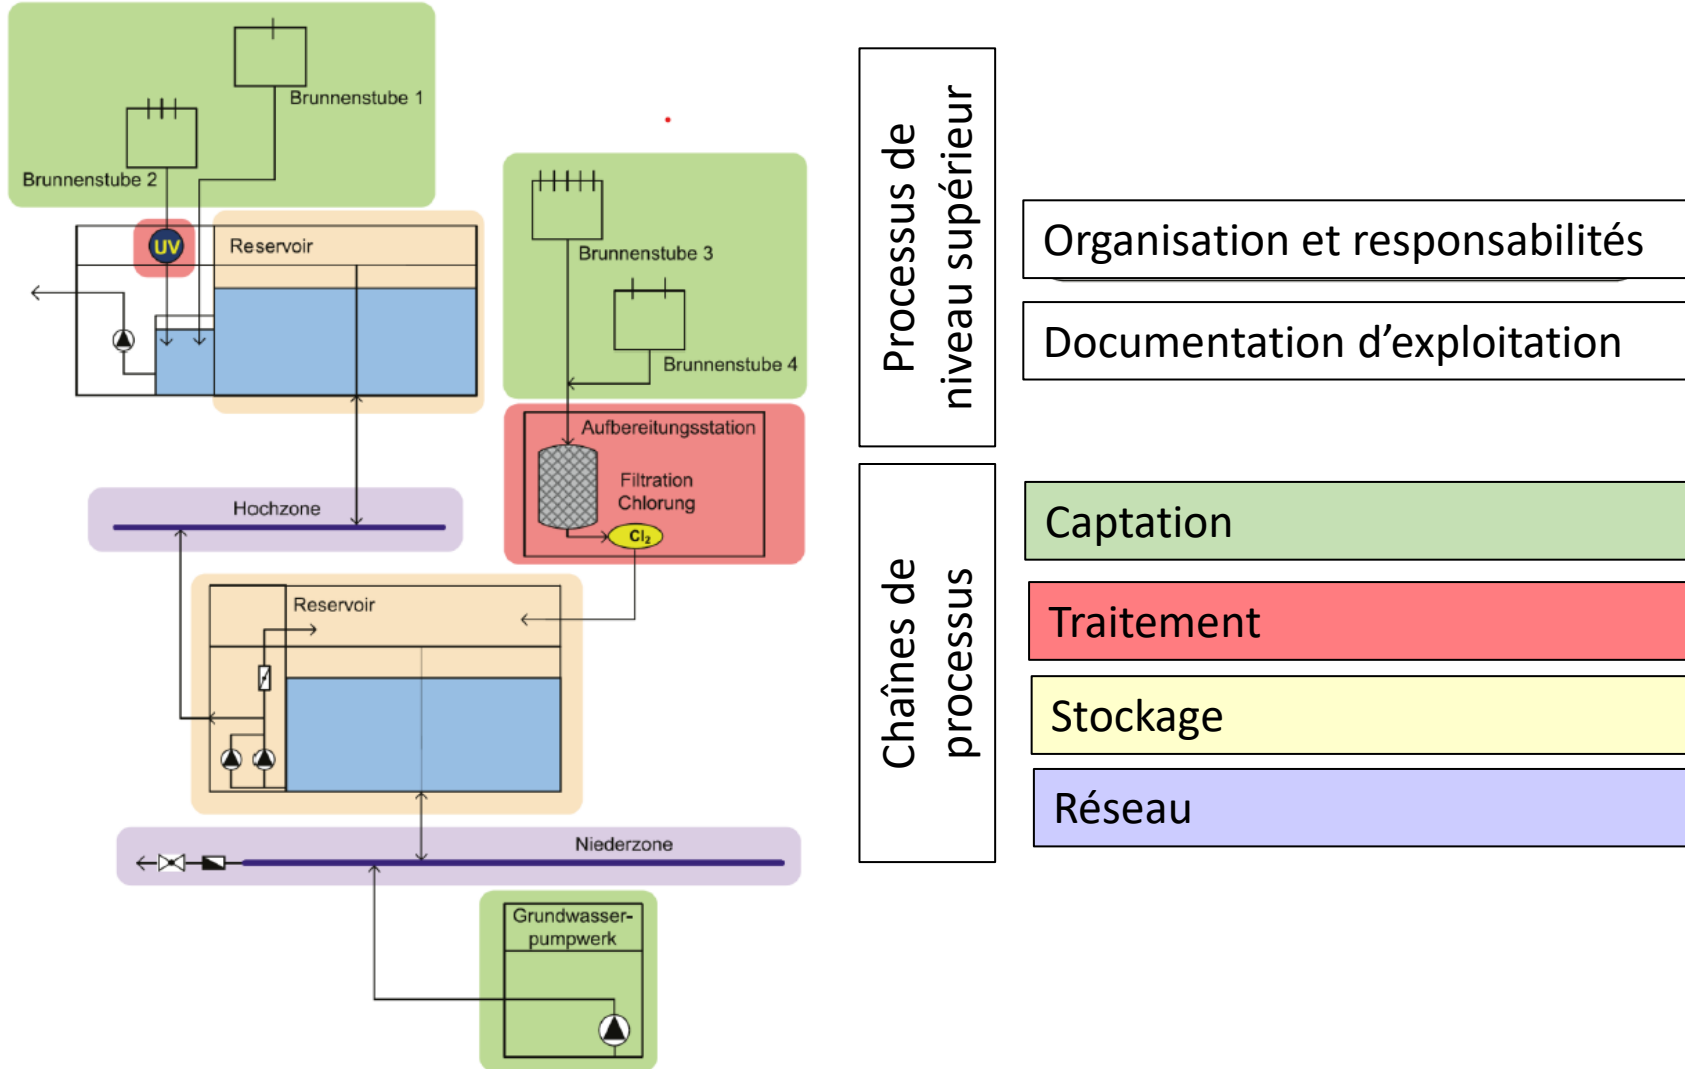 Brunnenstube 1
Brunnenstube 2
UV
Reservoir
Brunnenstube 3
Brunnenstube 4
Aufbereitungsstation
Filtration
Chlorung
Cl₂
Hochzone
Reservoir
Niederzone
Grundwasser-
pumpwerk
Processus de
niveau supérieur
Organisation et responsabilités
Documentation d’exploitation
Chaînes de
processus
Captation
Traitement
Stockage
Réseau